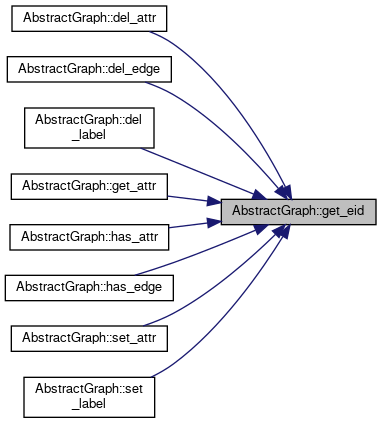 AbstractGraph::del_attr
AbstractGraph::del_edge
AbstractGraph::del
_label
AbstractGraph::get_attr
AbstractGraph::get_eid
AbstractGraph::has_attr
AbstractGraph::has_edge
AbstractGraph::set_attr
AbstractGraph::set
_label